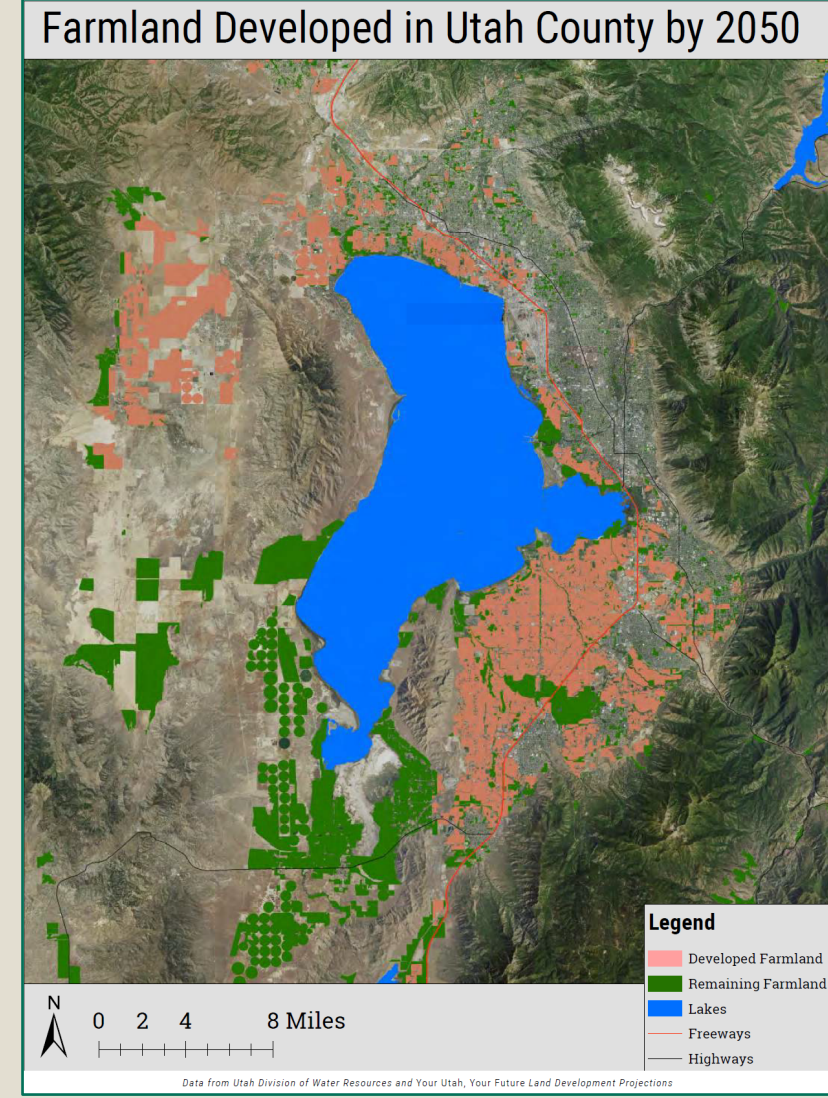 Farmland Developed in Utah County by 2050
Legend
Developed Farmland
Remaining Farmland
Lakes
Freeways
Highways
N
0 2 4 8 Miles
Data from Utah Division of Water Resources and Your Utah, Your Future Land Development Projections